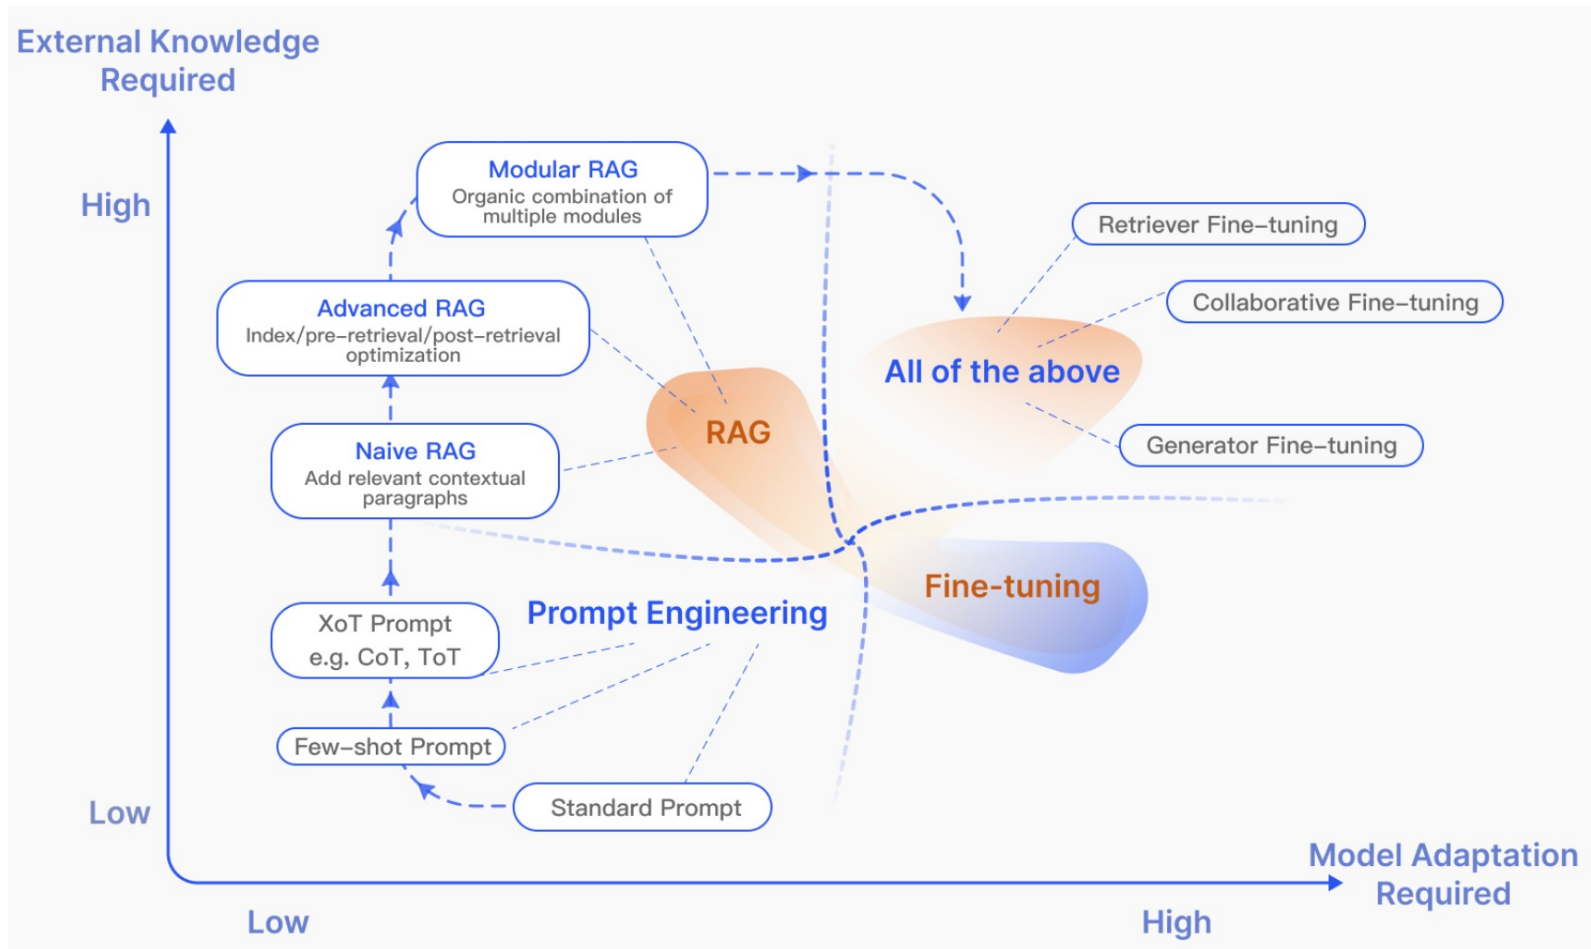 External Knowledge
Required
High
Modular RAG
Organic combination of
multiple modules
Retriever Fine-tuning
Advanced RAG
Index/pre-retrieval/post-retrieval
optimization
Collaborative Fine-tuning
All of the above
RAG
Generator Fine-tuning
Naive RAG
Add relevant contextual
paragraphs
Fine-tuning
Prompt Engineering
XoT Prompt
e.g. CoT, ToT
Few-shot Prompt
Standard Prompt
Low
Model Adaptation
Required
Low
High